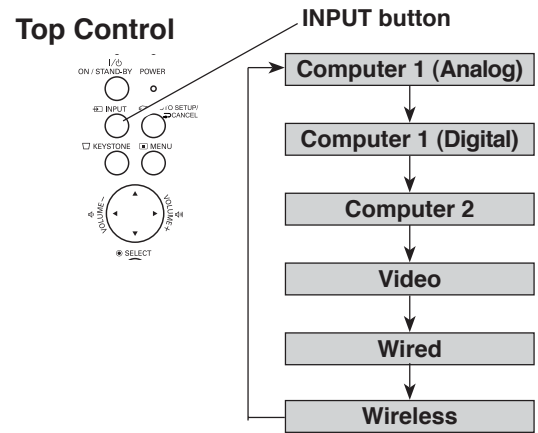 Top Control
INPUT button
ON / STAND-BY POWER
INPUT
TO SETUP/
CANCEL
KEYSTONE MENU
VOLUME－ VOLUME＋
SELECT
Computer 1 (Analog)
Computer 1 (Digital)
Computer 2
Video
Wired
Wireless